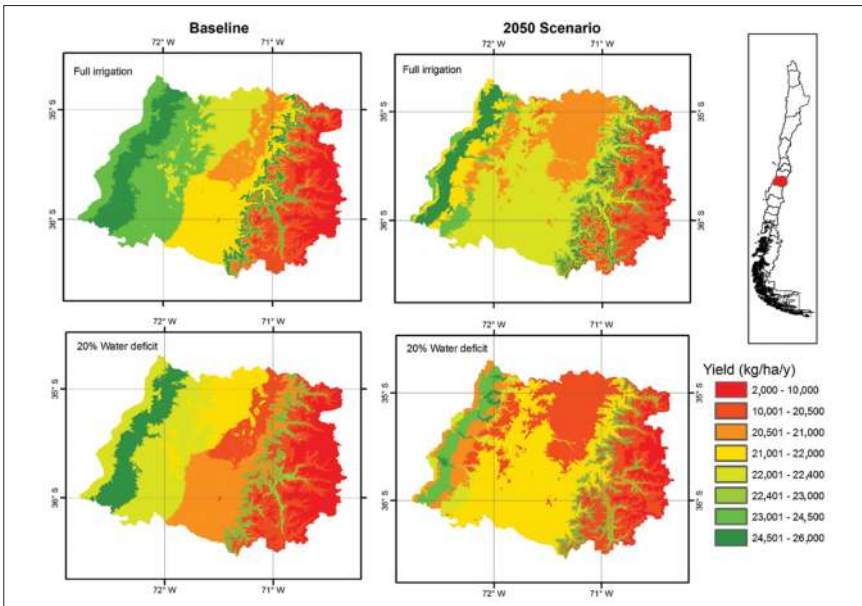 Baseline
2050 Scenario
72° W
71° W
72° W
71° W
Full irrigation
Full irrigation
35° S
35° S
36° S
36° S
72° W
71° W
72° W
71° W
20% Water deficit
20% Water deficit
35° S
35° S
36° S
36° S
72° W
71° W
72° W
71° W
Yield (kg/ha/y)
2,000 - 10,000
10,001 - 20,500
20,501 - 21,000
21,001 - 22,000
22,001 - 22,400
22,401 - 23,000
23,001 - 24,500
24,501 - 26,000